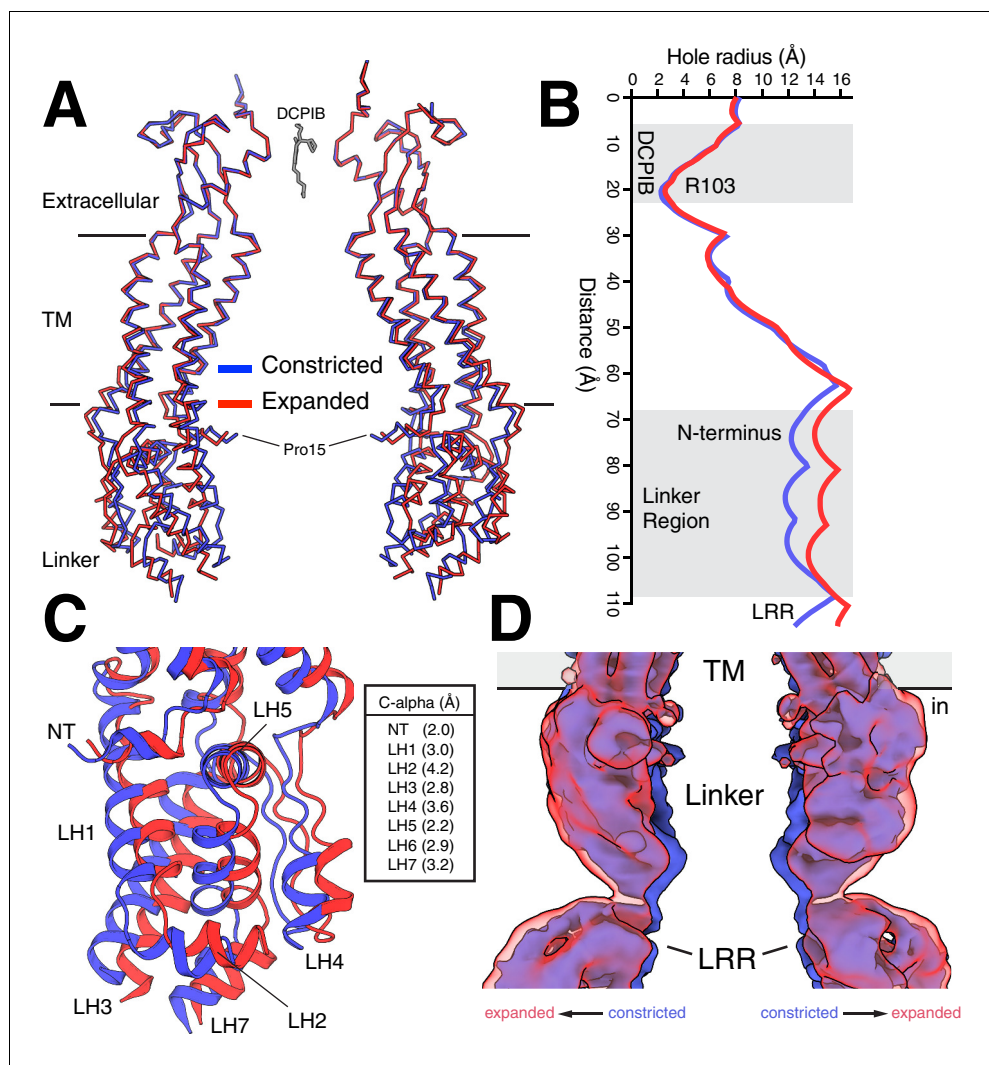 A
DCPIB
Extracellular
TM
Constricted
Expanded
Pro15
Linker
B
Hole radius (Å)
0 2 4 6 8 10 12 14 16
0
10
20
30
40
50
60
70
80
90
100
110
Distance (Å)
DCPIB
R103
N-terminus
Linker
Region
LRR
C
NT
LH5
LH1
LH4
LH3
LH7
LH2
C-alpha (Å)
NT (2.0)
LH1 (3.0)
LH2 (4.2)
LH3 (2.8)
LH4 (3.6)
LH5 (2.2)
LH6 (2.9)
LH7 (3.2)
D
TM
in
Linker
LRR
expanded constricted
constricted expanded